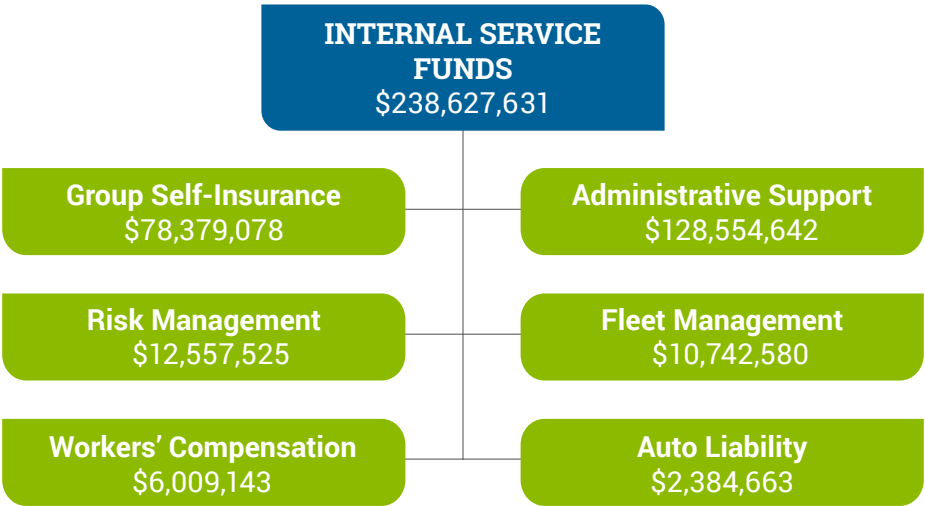 INTERNAL SERVICE
FUNDS
$238,627,631
Group Self-Insurance
$78,379,078
Administrative Support
$128,554,642
Risk Management
$12,557,525
Fleet Management
$10,742,580
Workers’ Compensation
$6,009,143
Auto Liability
$2,384,663